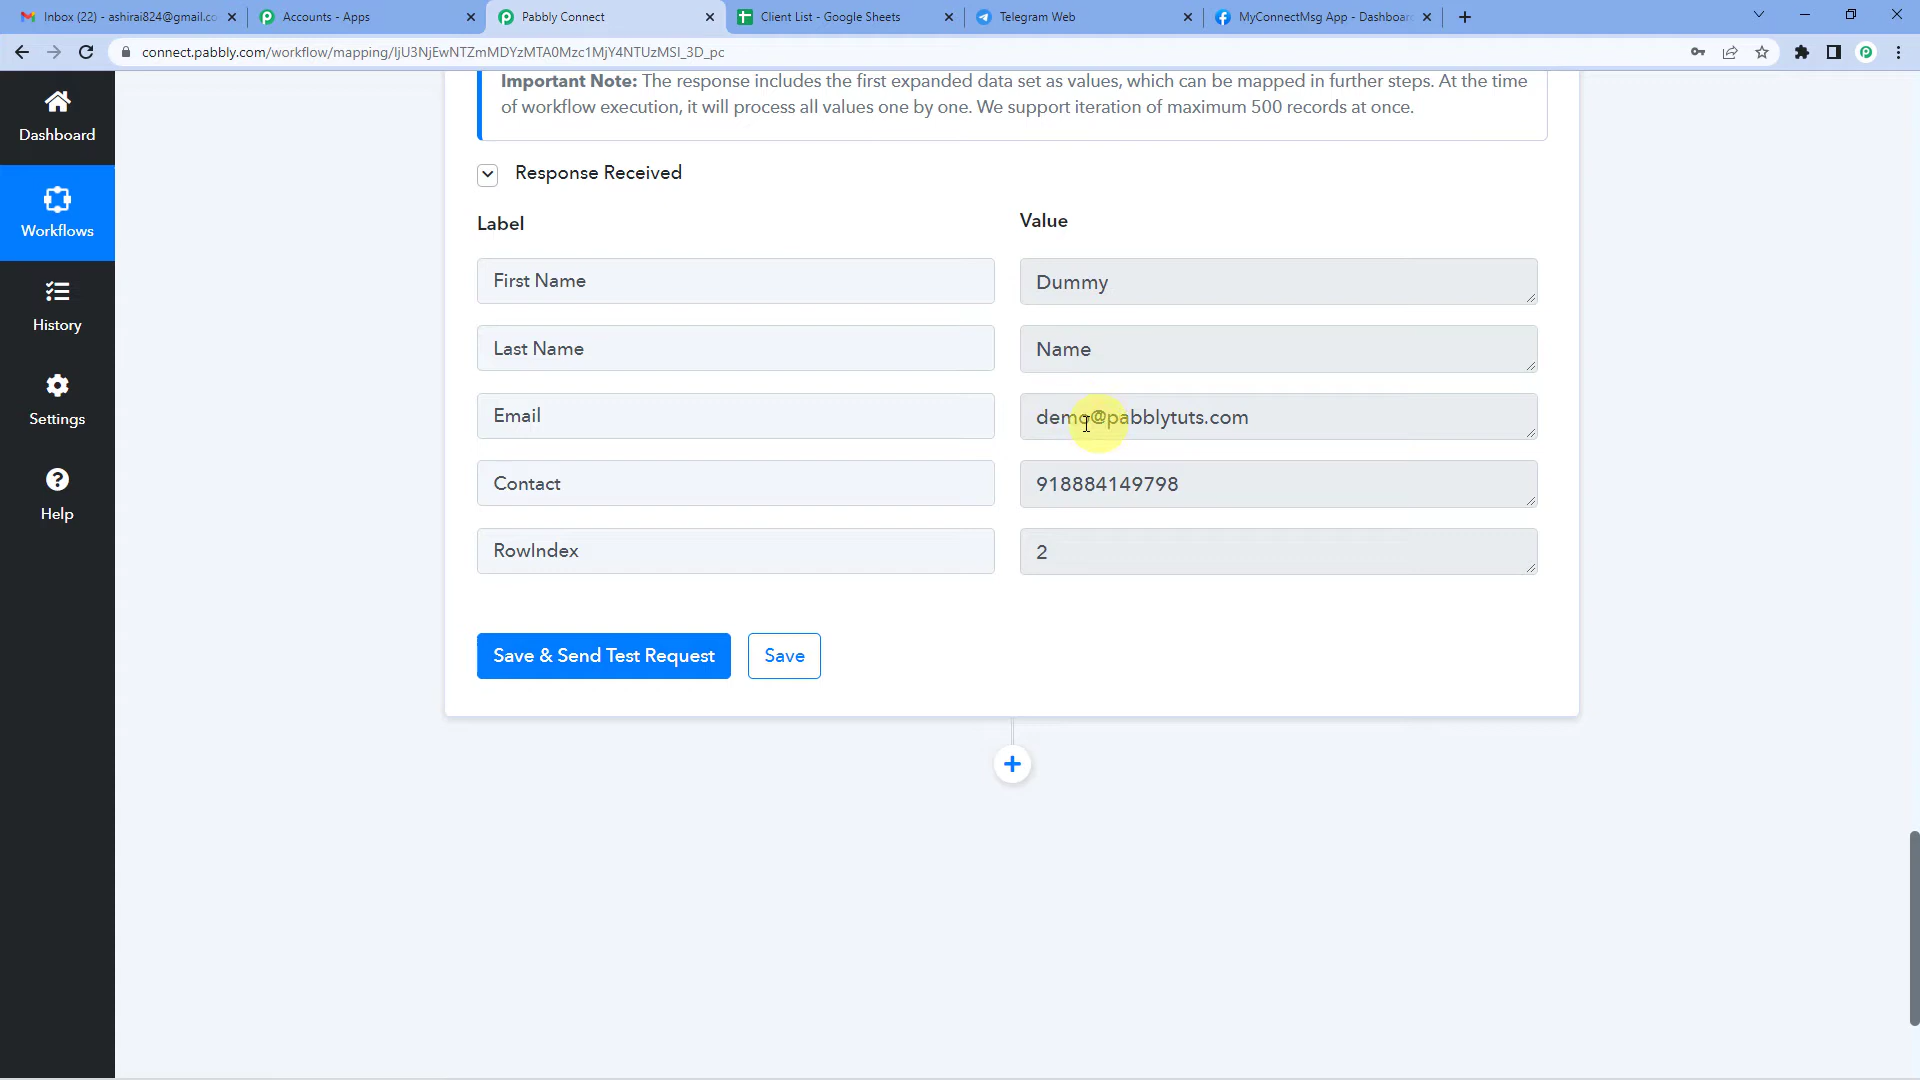 Inbox (22) - ashirai824@gmail.co
Accounts - Apps
Pabbly Connect
Client List - Google Sheets
Telegram Web
MyConnectMsg App - Dashboar
connect.pabbly.com/workflow/mapping/IjU3NjEwNTZmMDYzMTA0Mzc1MjY4NTUzMSI_3D_pc
Dashboard
Workflows
History
Settings
Help
Important Note: The response includes the first expanded data set as values, which can be mapped in further steps. At the time
of workflow execution, it will process all values one by one. We support iteration of maximum 500 records at once.
Response Received
Label
Value
First Name
Dummy
Last Name
Name
Email
demo@pabblytuts.com
Contact
918884149798
RowIndex
2
Save & Send Test Request
Save